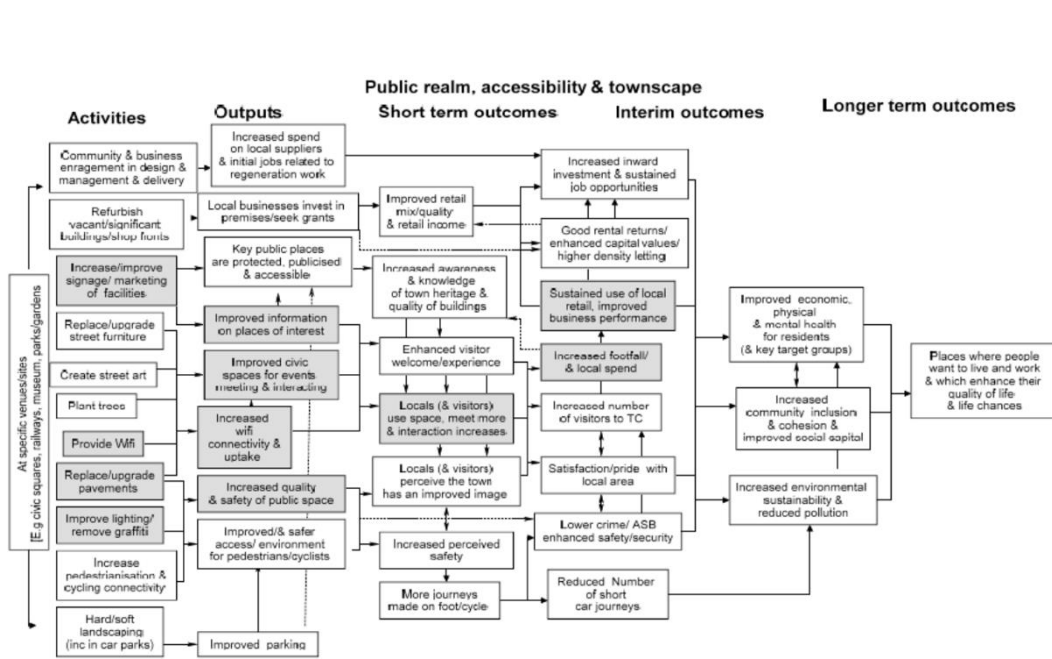 Public realm, accessibility & townscape
Activities
Outputs
Short term outcomes
Interim outcomes
Longer term outcomes
At specific venues/sites
[E.g civic squares, railways, museum, parks/gardens
Community & business
enragement in design &
management & delivery
Refurbish
vacant/significant
buildings/shop fronts
Increase/improve
signage/ marketing
of facilities
Replace/upgrade
street furniture
Create street art
Plant trees
Provide Wifi
Replace/upgrade
pavements
Improve lighting/
remove graffiti
Increase
pedestrianisation &
cycling connectivity
Hard/soft
landscaping
(inc in car parks)
Increased spend
on local suppliers
& initial jobs related to
regeneration work
Local businesses invest in
premises/seek grants
Key public places
are protected, publicised
& accessible
Improved information
on places of interest
Improved civic
spaces for events
meeting & interacting
Increased
wifi
connectivity &
uptake
Increased quality
& safety of public space
Improved/& safer
access/ environment
for pedestrians/cyclists
Improved parking
Improved retail
mix/quality
& retail income
Increased awareness
& knowledge
of town heritage &
quality of buildings
Enhanced visitor
welcome/experience
Locals (& visitors)
use space, meet more
& interaction increases
Locals (& visitors)
perceive the town
has an improved image
Increased perceived
safety
More journeys
made on foot/cycle
Increased inward
investment & sustained
job opportunities
Good rental returns/
enhanced capital values/
higher density letting
Sustained use of local
retail, improved
business performance
Increased footfall/
& local spend
Increased number
of visitors to TC
Satisfaction/pride with
local area
Lower crime/ ASB
enhanced safety/security
Reduced Number
of short
car journeys
Improved economic,
physical
& mental health
for residents
(& key target groups)
Increased
community inclusion
& cohesion &
improved social capital
Increased environmental
sustainability &
reduced pollution
Places where people
want to live and work
& which enhance their
quality of life
& life chances